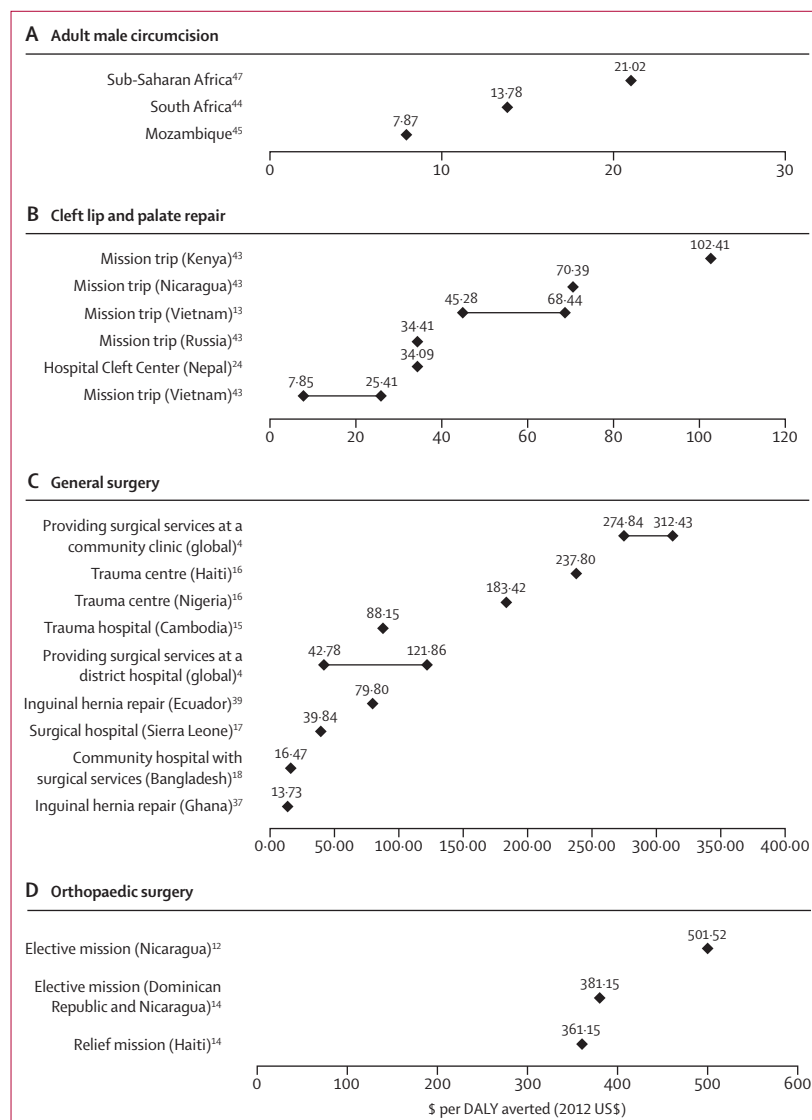 A Adult male circumcision
21·02
Sub-Saharan Africa⁴⁷
13·78
South Africa⁴⁴
7·87
Mozambique⁴⁵
0 10 20 30
B Cleft lip and palate repair
102·41
Mission trip (Kenya)⁴³
70·39
Mission trip (Nicaragua)⁴³
45·28 68·44
Mission trip (Vietnam)¹³
34·41
Mission trip (Russia)⁴³
34·09
Hospital Cleft Center (Nepal)²⁴
7·85 25·41
Mission trip (Vietnam)⁴³
0 20 40 60 80 100 120
C General surgery
274·84 312·43
Providing surgical services at a
community clinic (global)⁴
237·80
Trauma centre (Haiti)¹⁶
183·42
Trauma centre (Nigeria)¹⁶
88·15
Trauma hospital (Cambodia)¹⁵
42·78 121·86
Providing surgical services at a
district hospital (global)⁴
79·80
Inguinal hernia repair (Ecuador)³⁹
39·84
Surgical hospital (Sierra Leone)¹⁷
16·47
Community hospital with
surgical services (Bangladesh)¹⁸
13·73
Inguinal hernia repair (Ghana)³⁷
0·00 50·00 100·00 150·00 200·00 250·00 300·00 350·00 400·00
D Orthopaedic surgery
501·52
Elective mission (Nicaragua)¹²
381·15
Elective mission (Dominican
Republic and Nicaragua)¹⁴
361·15
Relief mission (Haiti)¹⁴
0 100 200 300 400 500 600
$ per DALY averted (2012 US$)